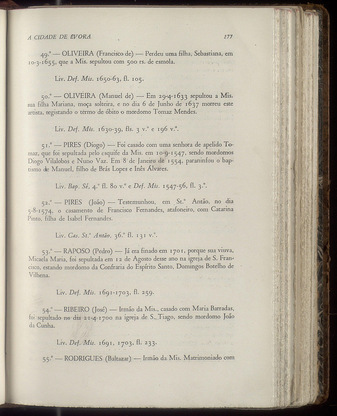 A CIDADE DE ÉVORA 177
49.º — OLIVEIRA (Francisco de) — Perdeu uma filha, Sebastiana, em
10-3-1655, que a Mis. sepultou com 500 rs. de esmola.
Liv. Def. Mis. 1650-63, fl. 105.
50.º — OLIVEIRA (Manuel de) — Em 29-4-1633 sepultou a Mis.
sua filha Mariana, moça solteira, e no dia 6 de Junho de 1637 morreu este
artista, registando o termo de óbito o mordomo Tomaz Mendes.
Liv. Def. Mis. 1630-39, fls. 3 v.º e 196 v.º.
51.º — PIRES (Diogo) — Foi casado com uma senhora de apelido To-
maz, que foi sepultada pelo esquife da Mis. em 10-9-1547, sendo mordomos
Diogo Vilalobos e Nuno Vaz. Em 8 de Janeiro de 1554, paraninfou o bap-
tismo de Manuel, filho de Brás Lopes e Inês Álvares.
Liv. Bap. Sé, 4.º fl. 80 v.º e Def. Mis. 1547-56, fl. 3.º.
52.º — PIRES (João) — Testemunhou, em St.º Antão, no dia
5-8-1574, o casamento de Francisco Fernandes, atafoneiro, com Catarina
Pinto, filha de Isabel Fernandes.
Liv. Cas. St.º Antão, 36.º fl. 131 v.º.
53.º — RAPOSO (Pedro) — Já era finado em 1701, porque sua viúva,
Micaela Maria, foi sepultada em 12 de Agosto desse ano na igreja de S. Fran-
cisco, estando mordomo da Confraria do Espírito Santo, Domingos Botelho de
Vilhena.
Liv. Def. Mis. 1691-1703, fl. 259.
54.º — RIBEIRO (José) — Irmão da Mis., casado com Maria Barradas,
foi sepultado no dia 21-4-1700 na igreja de S. Tiago, sendo mordomo João
da Cunha.
Liv. Def. Mis. 1691, 1703, fl. 233.
55.º — RODRIGUES (Baltazar) — Irmão da Mis. Matrimoniado com